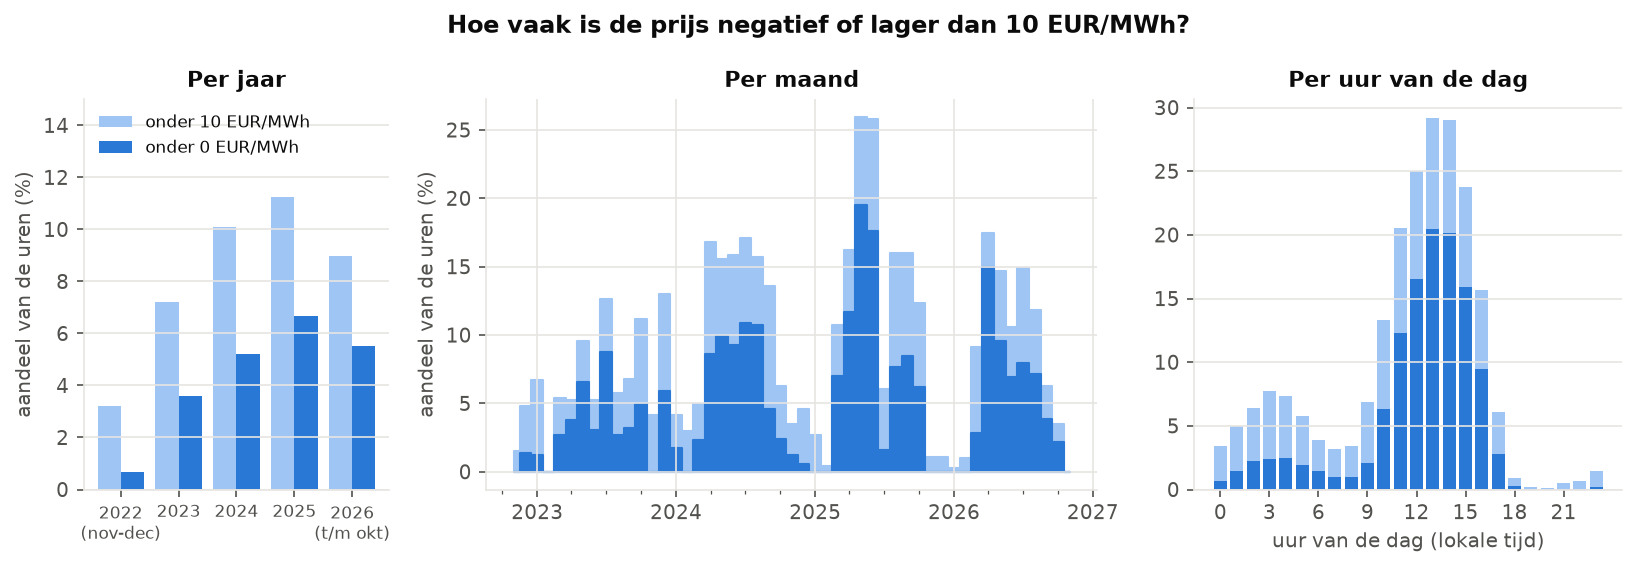 Hoe vaak is de prijs negatief of lager dan 10 EUR/MWh?
Per jaar
aandeel van de uren (%)
14
12
10
8
6
4
2
0
onder 10 EUR/MWh
onder 0 EUR/MWh
2022 2023 2024 2025 2026
(nov-dec) (t/m okt)
Per maand
aandeel van de uren (%)
25
20
15
10
5
0
2023 2024 2025 2026 2027
Per uur van de dag
30
25
20
15
10
5
0
0 3 6 9 12 15 18 21
uur van de dag (lokale tijd)